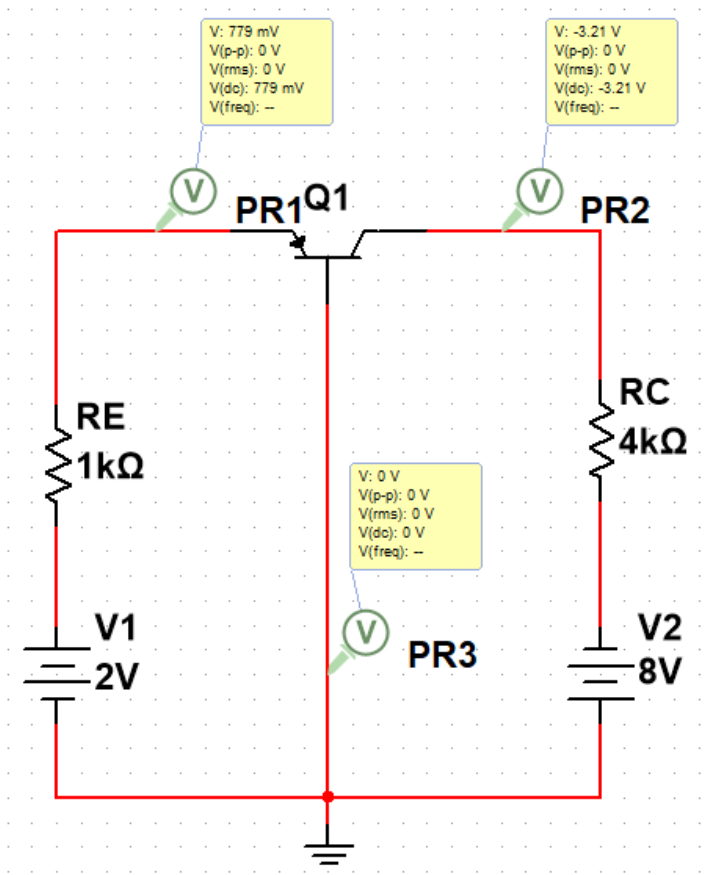 V: 779 mV
V(p-p): 0 V
V(rms): 0 V
V(dc): 779 mV
V(freq): --
V: -3.21 V
V(p-p): 0 V
V(rms): 0 V
V(dc): -3.21 V
V(freq): --
V
PR1
Q1
V
PR2
RE
1kΩ
RC
4kΩ
V: 0 V
V(p-p): 0 V
V(rms): 0 V
V(dc): 0 V
V(freq): --
V
PR3
V1
2V
V2
8V